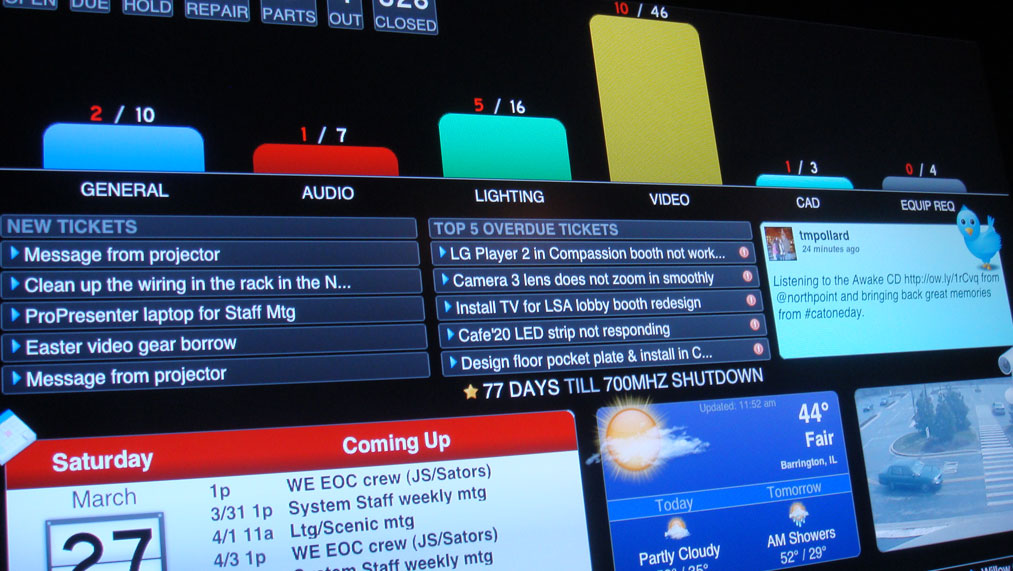 OPEN DUE HOLD REPAIR PARTS OUT CLOSED
2 / 10
1 / 7
5 / 16
10 / 46
1 / 3
0 / 4
GENERAL
AUDIO
LIGHTING
VIDEO
CAD
EQUIP REQ
NEW TICKETS
Message from projector
Clean up the wiring in the rack in the N...
ProPresenter laptop for Staff Mtg
Easter video gear borrow
Message from projector
TOP 5 OVERDUE TICKETS
LG Player 2 in Compassion booth not work...
Camera 3 lens does not zoom in smoothly
Install TV for LSA lobby booth redesign
Cafe'20 LED strip not responding
Design floor pocket plate & install in C...
tmpollard
24 minutes ago
Listening to the Awake CD http://ow.ly/1rCvq from
@northpoint and bringing back great memories
from #catoneday.
77 DAYS TILL 700MHZ SHUTDOWN
Saturday
March
27
Coming Up
1p WE EOC crew (JS/Sators)
3/31 1p System Staff weekly mtg
4/1 11a Ltg/Scenic mtg
4/3 1p WE EOC crew (JS/Sators)
System Staff weekly mtg
Updated: 11:52 am
44°
Fair
Barrington, IL
Today
Partly Cloudy
Tomorrow
AM Showers
52° / 29°